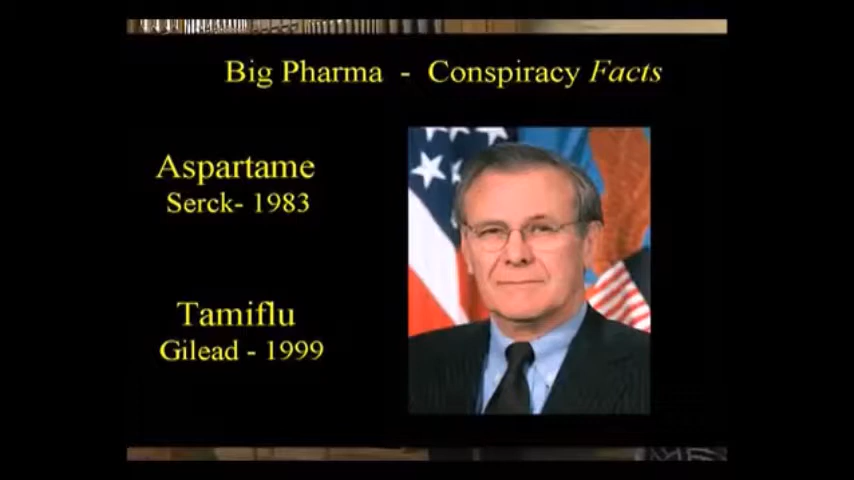 Big Pharma - Conspiracy Facts
Aspartame
Serck- 1983
Tamiflu
Gilead - 1999